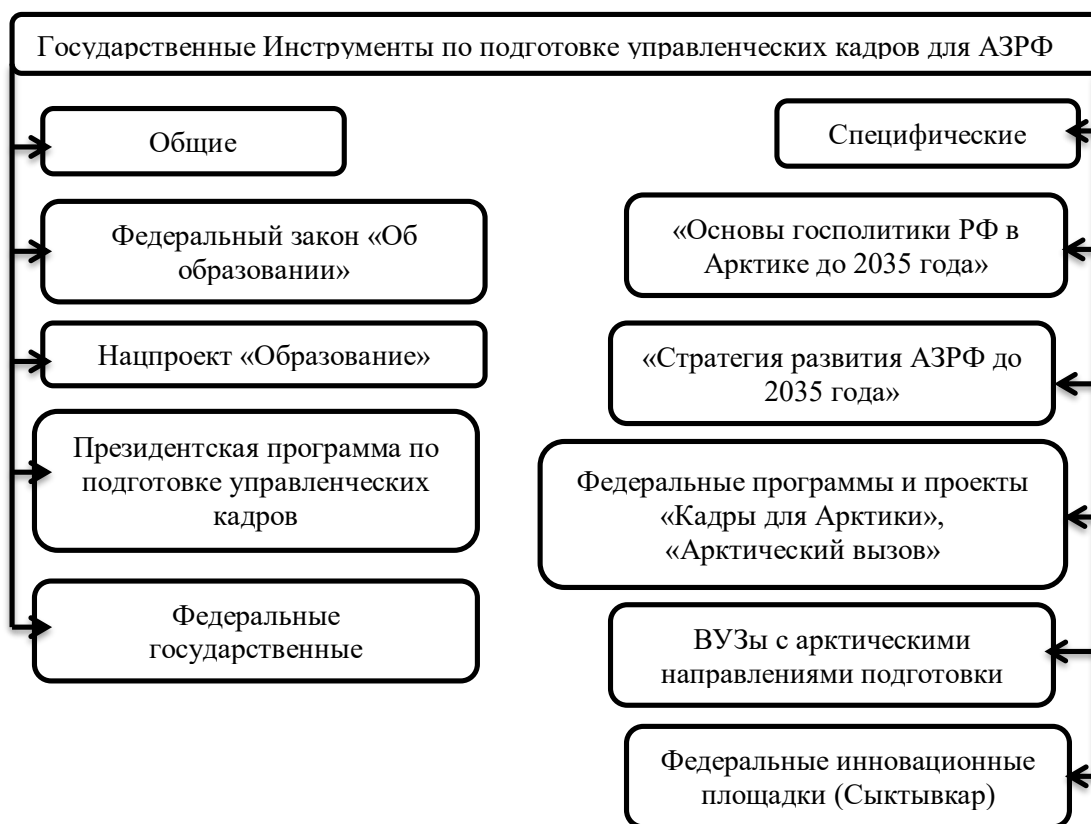 Государственные Инструменты по подготовке управленческих кадров для АЗРФ
Общие
Федеральный закон «Об
образовании»
Нацпроект «Образование»
Президентская программа по
подготовке управленческих
кадров
Федеральные
государственные
Специфические
«Основы госполитики РФ в
Арктике до 2035 года»
«Стратегия развития АЗРФ до
2035 года»
Федеральные программы и проекты
«Кадры для Арктики»,
«Арктический вызов»
ВУЗы с арктическими
направлениями подготовки
Федеральные инновационные
площадки (Сыктывкар)